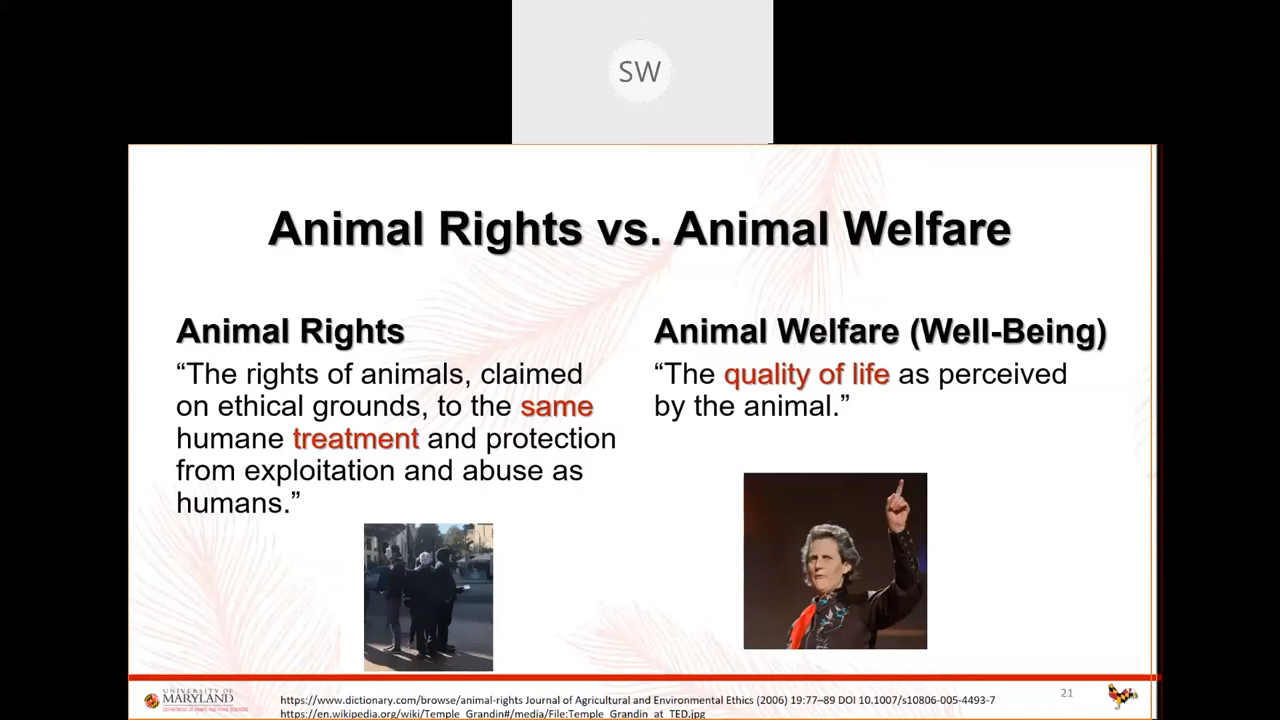 SW
Animal Rights vs. Animal Welfare
Animal Rights
“The rights of animals, claimed
on ethical grounds, to the same
humane treatment and protection
from exploitation and abuse as
humans.”
Animal Welfare (Well-Being)
“The quality of life as perceived
by the animal.”
UNIVERSITY OF
MARYLAND
https://www.dictionary.com/browse/animal-rights Journal of Agricultural and Environmental Ethics (2006) 19:77–89 DOI 10.1007/s10806-005-4493-7
https://en.wikipedia.org/wiki/Temple_Grandin#/media/File:Temple_Grandin_at_TED.jpg
21